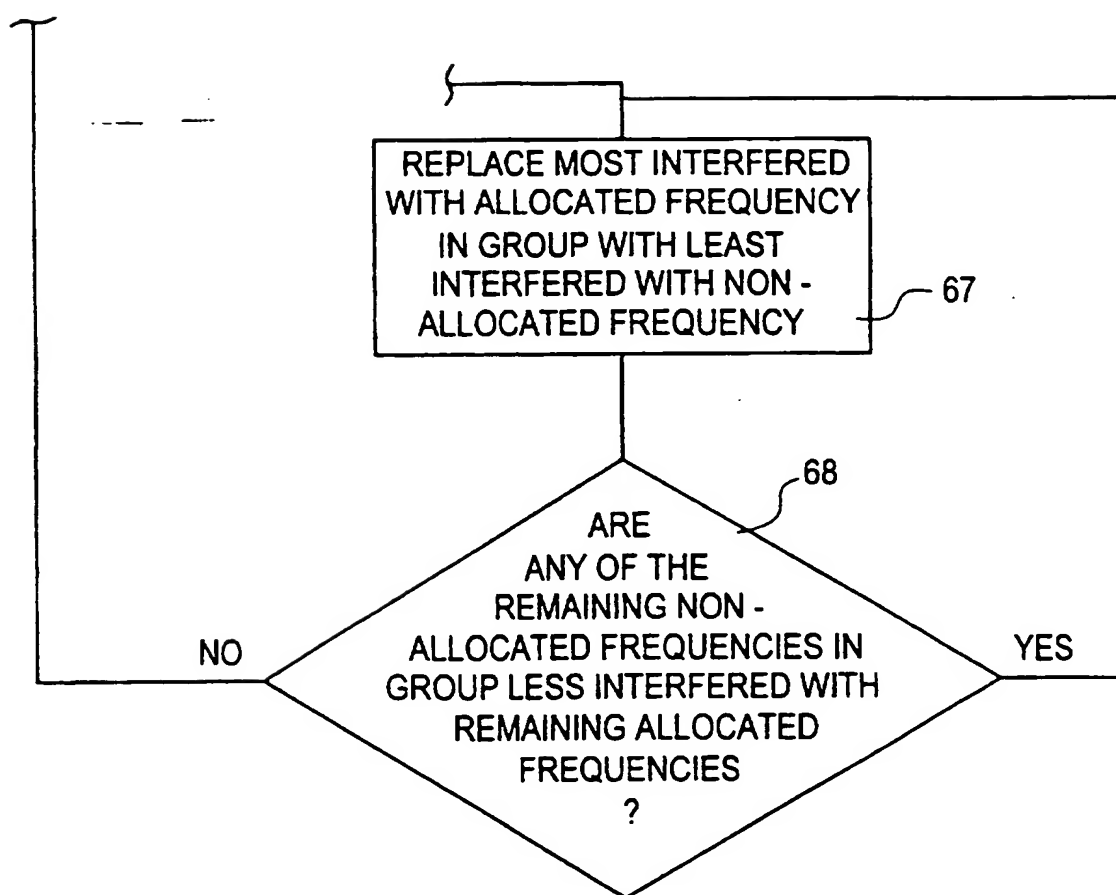 REPLACE MOST INTERFERED
WITH ALLOCATED FREQUENCY
IN GROUP WITH LEAST
INTERFERED WITH NON -
ALLOCATED FREQUENCY
67
68
ARE
ANY OF THE
REMAINING NON -
ALLOCATED FREQUENCIES IN
GROUP LESS INTERFERED WITH
REMAINING ALLOCATED
FREQUENCIES
?
NO
YES